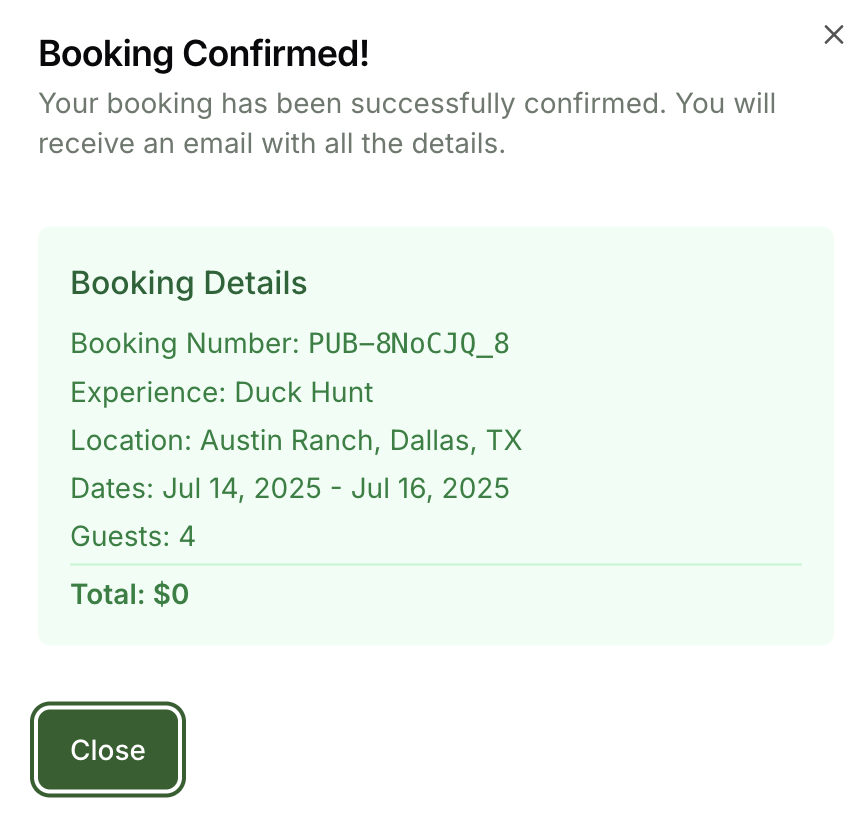 Booking Confirmed!
Your booking has been successfully confirmed. You will
receive an email with all the details.
Booking Details
Booking Number: PUB–8NoCJQ_8
Experience: Duck Hunt
Location: Austin Ranch, Dallas, TX
Dates: Jul 14, 2025 - Jul 16, 2025
Guests: 4
Total: $0
Close